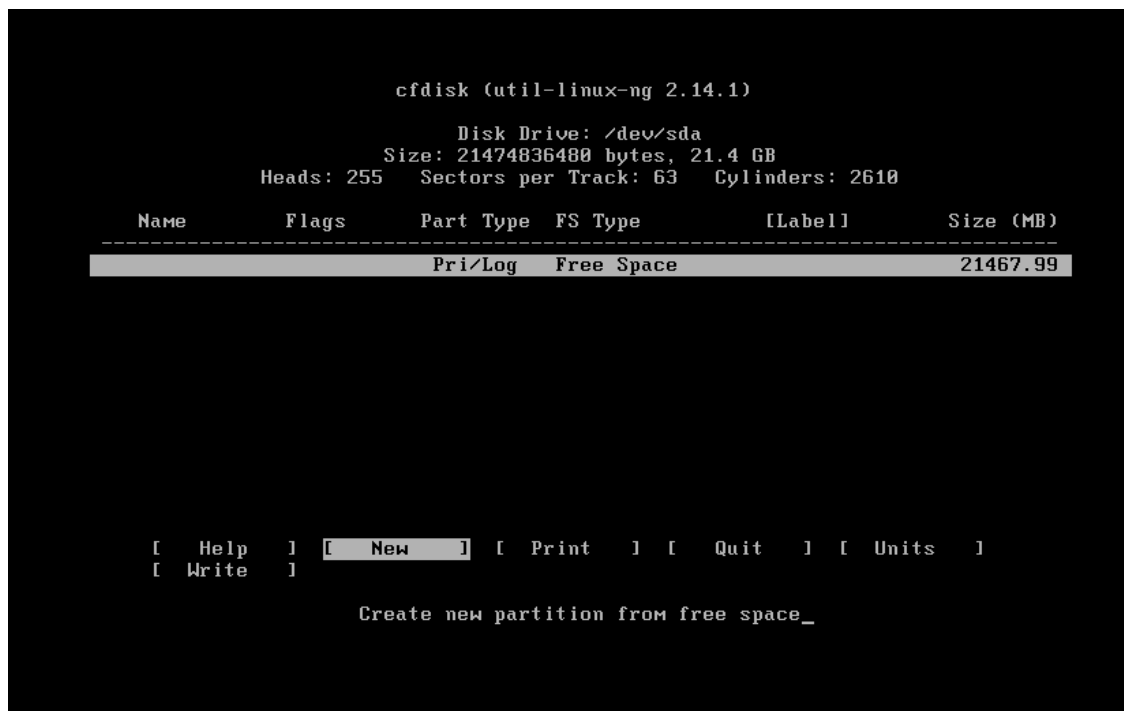 cfdisk (util-linux-ng 2.14.1)
Disk Drive: /dev/sda
Size: 21474836480 bytes, 21.4 GB
Heads: 255 Sectors per Track: 63 Cylinders: 2610
Name Flags Part Type FS Type [Label] Size (MB)
Pri/Log Free Space 21467.99
[ Help ] [ New ] [ Print ] [ Quit ] [ Units ]
[ Write ]
Create new partition from free space_